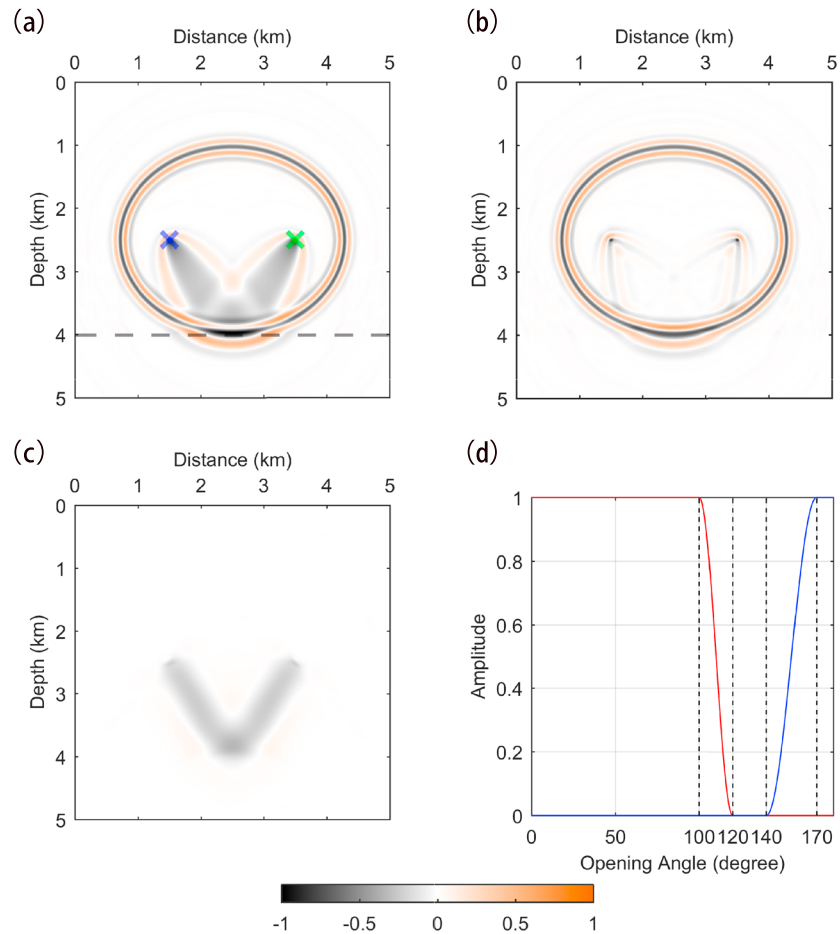 (a)
Distance (km)
0 1 2 3 4 5
0
1
2
3
4
5
Depth (km)
(b)
Distance (km)
0 1 2 3 4 5
0
1
2
3
4
5
Depth (km)
(c)
Distance (km)
0 1 2 3 4 5
0
1
2
3
4
5
Depth (km)
(d)
1
0.8
0.6
0.4
0.2
0
Amplitude
0 50 100 120 140 170
Opening Angle (degree)
-1 -0.5 0 0.5 1